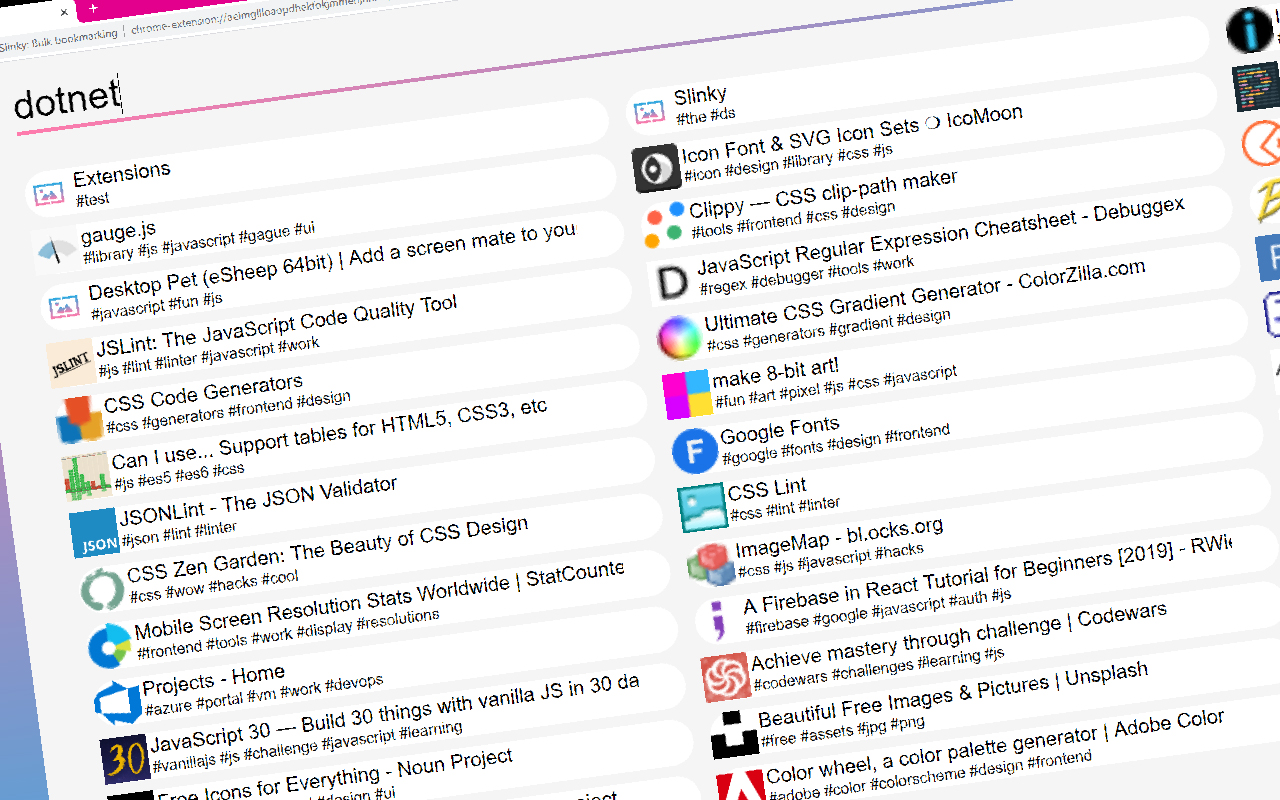 Slinky: Bulk bookmarking | chrome-extension://
dotnet
Extensions
#test
gauge.js
#library #js #javascript #gague #ui
Desktop Pet (eSheep 64bit) | Add a screen mate to you
#javascript #fun #js
JSLINT
JSLint: The JavaScript Code Quality Tool
#js #lint #linter #javascript #work
CSS Code Generators
#css #generators #frontend #design
Can I use... Support tables for HTML5, CSS3, etc
#js #es5 #es6 #css
JSON
JSONLint - The JSON Validator
#json #lint #linter
CSS Zen Garden: The Beauty of CSS Design
#css #wow #hacks #cool
Mobile Screen Resolution Stats Worldwide | StatCounte
#frontend #tools #work #display #resolutions
Projects - Home
#azure #portal #vm #work #devops
30
JavaScript 30 — Build 30 things with vanilla JS in 30 da
#vanillajs #js #challenge #javascript #learning
Free Icons for Everything - Noun Project
#design #ui
Slinky
#the #ds
Icon Font & SVG Icon Sets ❍ IcoMoon
#icon #design #library #css #js
Clippy — CSS clip-path maker
#tools #frontend #css #design
D
JavaScript Regular Expression Cheatsheet - Debuggex
#regex #debugger #tools #work
Ultimate CSS Gradient Generator - ColorZilla.com
#css #generators #gradient #design
make 8-bit art!
#fun #art #pixel #js #css #javascript
F
Google Fonts
#google #fonts #design #frontend
CSS Lint
#css #lint #linter
ImageMap - bl.ocks.org
#css #js #javascript #hacks
A Firebase in React Tutorial for Beginners [2019] - RWie
#firebase #google #javascript #auth #js
Achieve mastery through challenge | Codewars
#codewars #challenges #learning #js
Beautiful Free Images & Pictures | Unsplash
#free #assets #jpg #png
Color wheel, a color palette generator | Adobe Color
#adobe #color #colorscheme #design #frontend